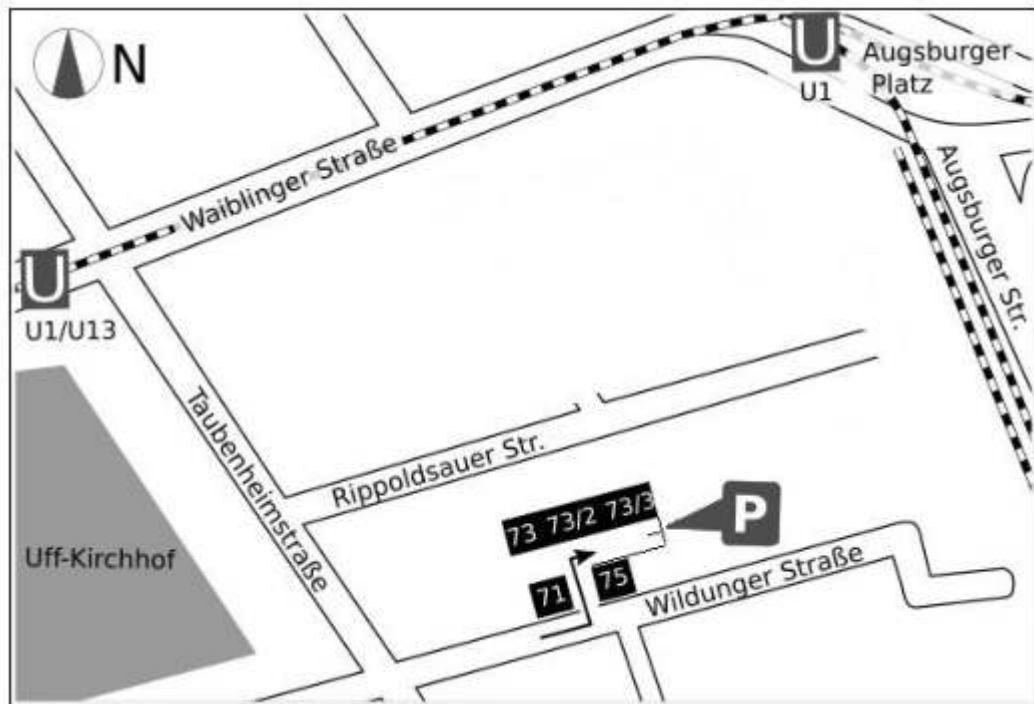 N
U
Augsburger
Platz
U1
Waiblinger Straße
Augsburger Str.
U
U1/U13
Taubenheimstraße
Rippoldsauer Str.
73 73/2 73/3
P
Uff-Kirchhof
71
75
Wildunger Straße